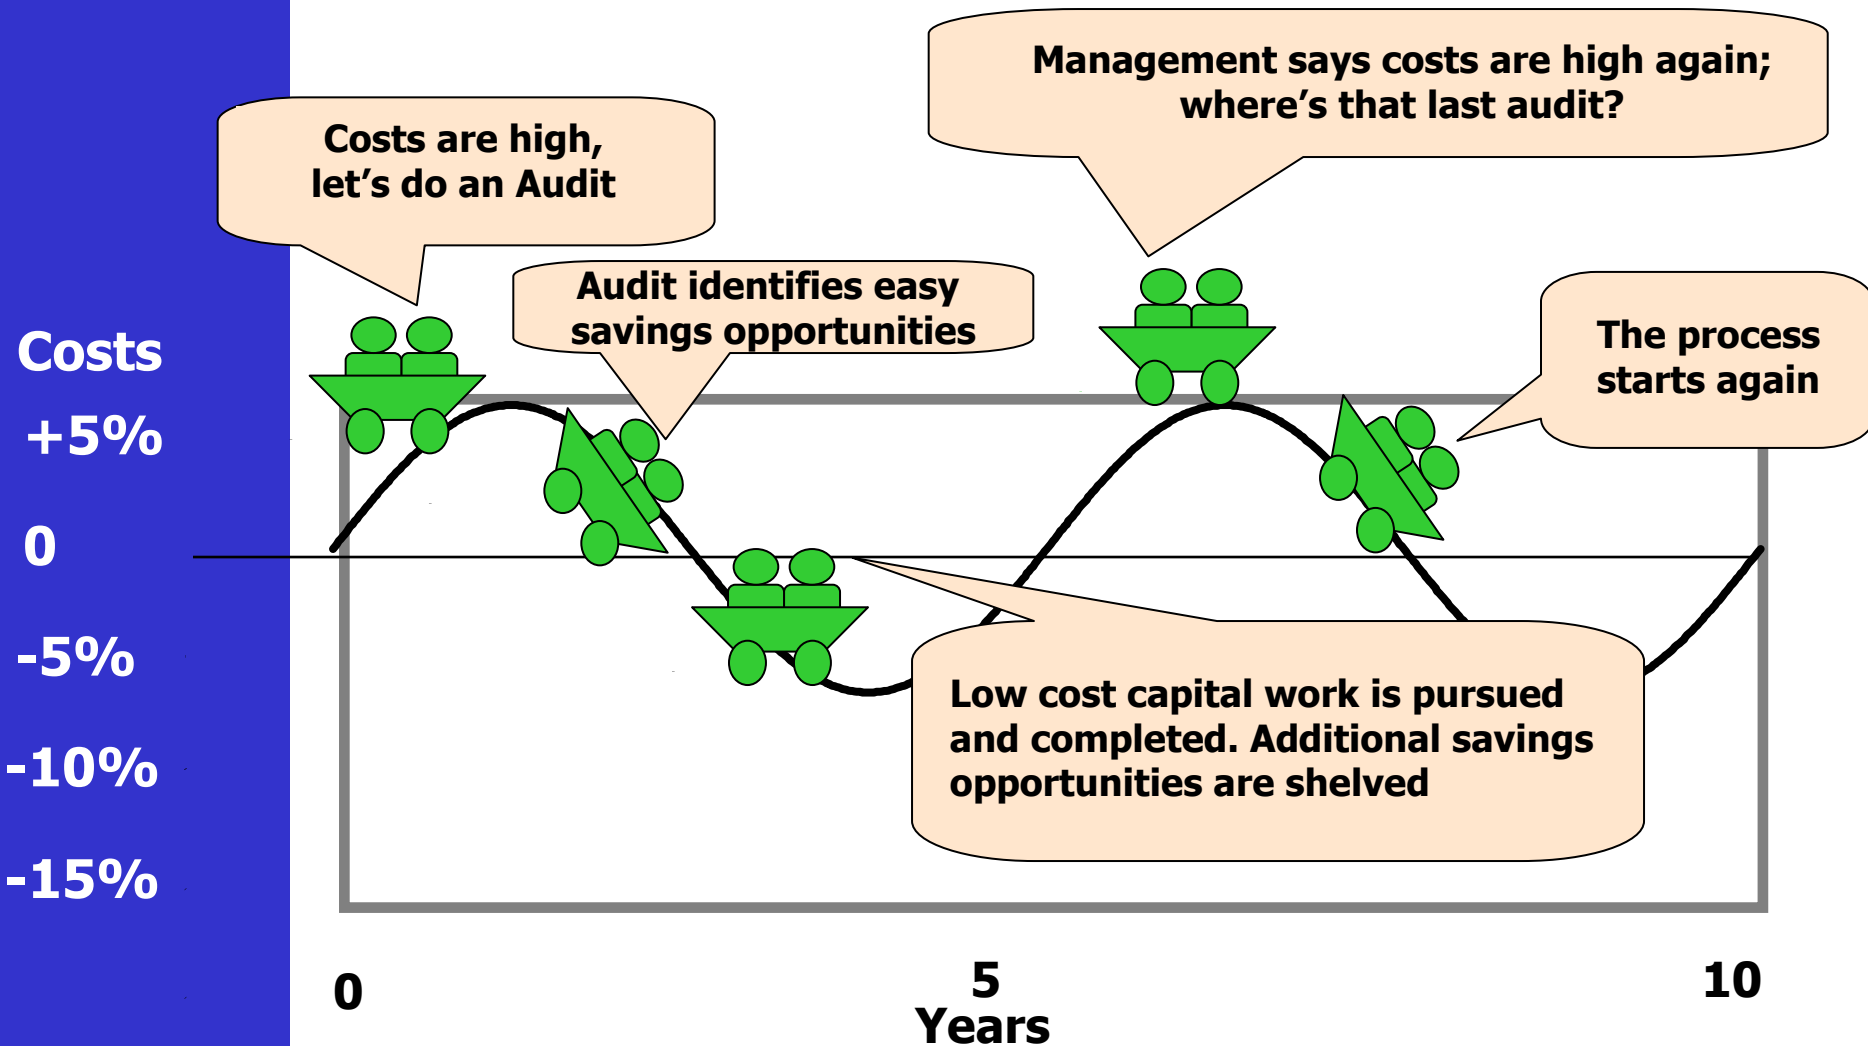 Management says costs are high again;
where’s that last audit?
Costs are high,
let’s do an Audit
Audit identifies easy
savings opportunities
The process
starts again
Costs
+5%
0
-5%
-10%
-15%
Low cost capital work is pursued
and completed. Additional savings
opportunities are shelved
0
5
10
Years